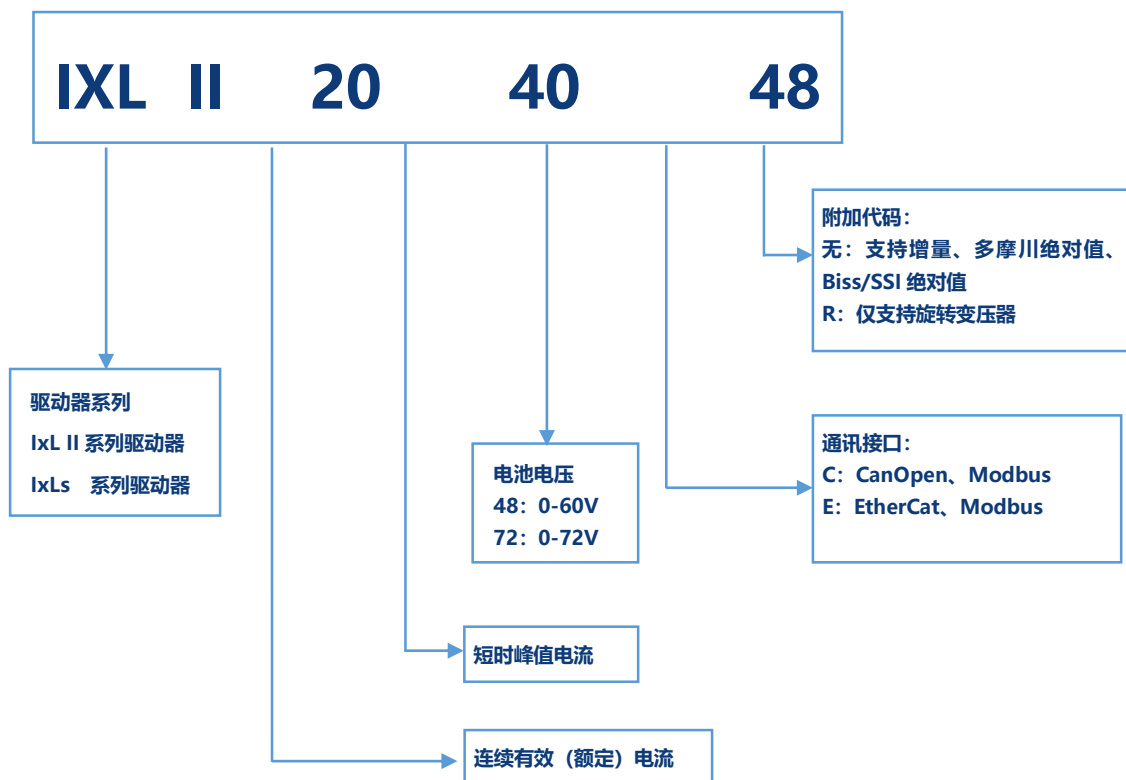 IXL II 20 40 48
附加代码：
无：支持增量、多摩川绝对值、
Biss/SSI 绝对值
R：仅支持旋转变压器
驱动器系列
IxL II 系列驱动器
IxLs 系列驱动器
电池电压
48：0-60V
72：0-72V
通讯接口：
C：CanOpen、Modbus
E：EtherCat、Modbus
短时峰值电流
连续有效（额定）电流